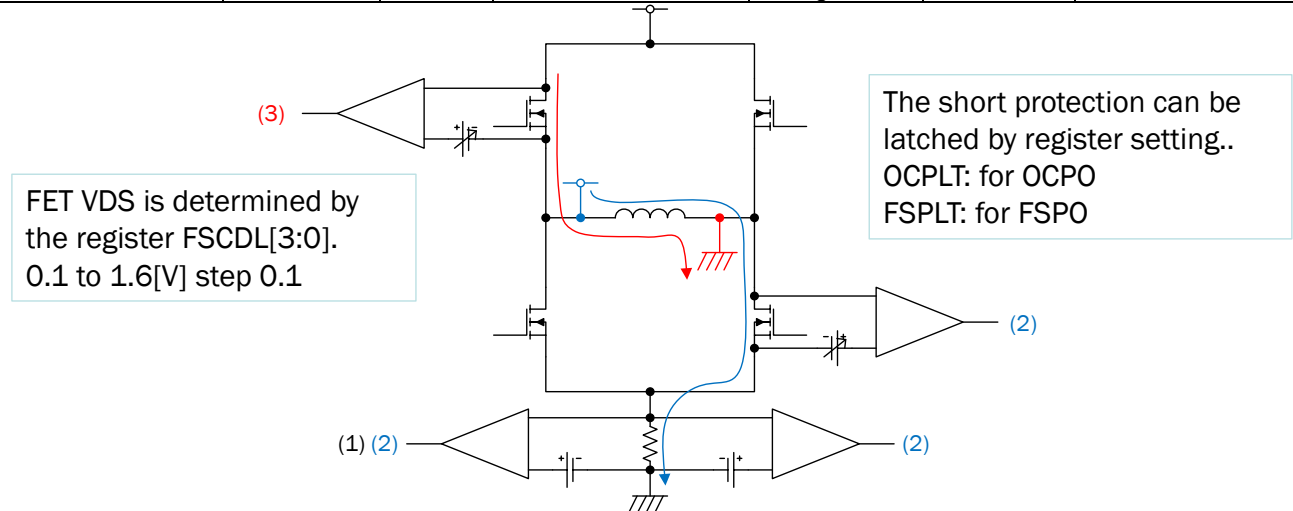 (3)
The short protection can be
latched by register setting..
OCPLT: for OCPO
FSPLT: for FSPO
FET VDS is determined by
the register FSCDL[3:0].
0.1 to 1.6[V] step 0.1
(2)
(1) (2)
(2)